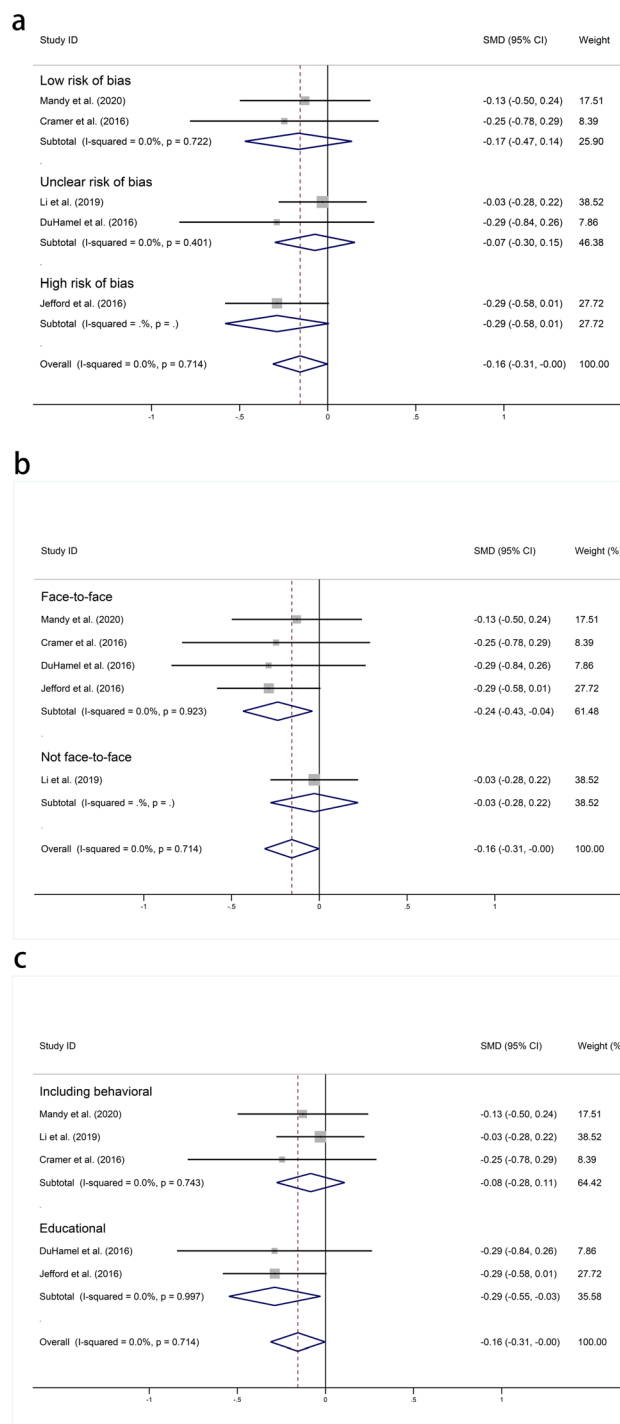 a
Study ID SMD (95% CI) Weight
Low risk of bias
Mandy et al. (2020) -0.13 (-0.50, 0.24) 17.51
Cramer et al. (2016) -0.25 (-0.78, 0.29) 8.39
Subtotal (I-squared = 0.0%, p = 0.722) -0.17 (-0.47, 0.14) 25.90
.
Unclear risk of bias
Li et al. (2019) -0.03 (-0.28, 0.22) 38.52
DuHamel et al. (2016) -0.29 (-0.84, 0.26) 7.86
Subtotal (I-squared = 0.0%, p = 0.401) -0.07 (-0.30, 0.15) 46.38
.
High risk of bias
Jefford et al. (2016) -0.29 (-0.58, 0.01) 27.72
Subtotal (I-squared = .%, p = .) -0.29 (-0.58, 0.01) 27.72
.
Overall (I-squared = 0.0%, p = 0.714) -0.16 (-0.31, -0.00) 100.00
-1 -.5 0 .5 1
b
Study ID SMD (95% CI) Weight (%)
Face-to-face
Mandy et al. (2020) -0.13 (-0.50, 0.24) 17.51
Cramer et al. (2016) -0.25 (-0.78, 0.29) 8.39
DuHamel et al. (2016) -0.29 (-0.84, 0.26) 7.86
Jefford et al. (2016) -0.29 (-0.58, 0.01) 27.72
Subtotal (I-squared = 0.0%, p = 0.923) -0.24 (-0.43, -0.04) 61.48
.
Not face-to-face
Li et al. (2019) -0.03 (-0.28, 0.22) 38.52
Subtotal (I-squared = .%, p = .) -0.03 (-0.28, 0.22) 38.52
.
Overall (I-squared = 0.0%, p = 0.714) -0.16 (-0.31, -0.00) 100.00
-1 -.5 0 .5 1
c
Study ID SMD (95% CI) Weight (%
Including behavioral
Mandy et al. (2020) -0.13 (-0.50, 0.24) 17.51
Li et al. (2019) -0.03 (-0.28, 0.22) 38.52
Cramer et al. (2016) -0.25 (-0.78, 0.29) 8.39
Subtotal (I-squared = 0.0%, p = 0.743) -0.08 (-0.28, 0.11) 64.42
.
Educational
DuHamel et al. (2016) -0.29 (-0.84, 0.26) 7.86
Jefford et al. (2016) -0.29 (-0.58, 0.01) 27.72
Subtotal (I-squared = 0.0%, p = 0.997) -0.29 (-0.55, -0.03) 35.58
.
Overall (I-squared = 0.0%, p = 0.714) -0.16 (-0.31, -0.00) 100.00
-1 -.5 0 .5 1